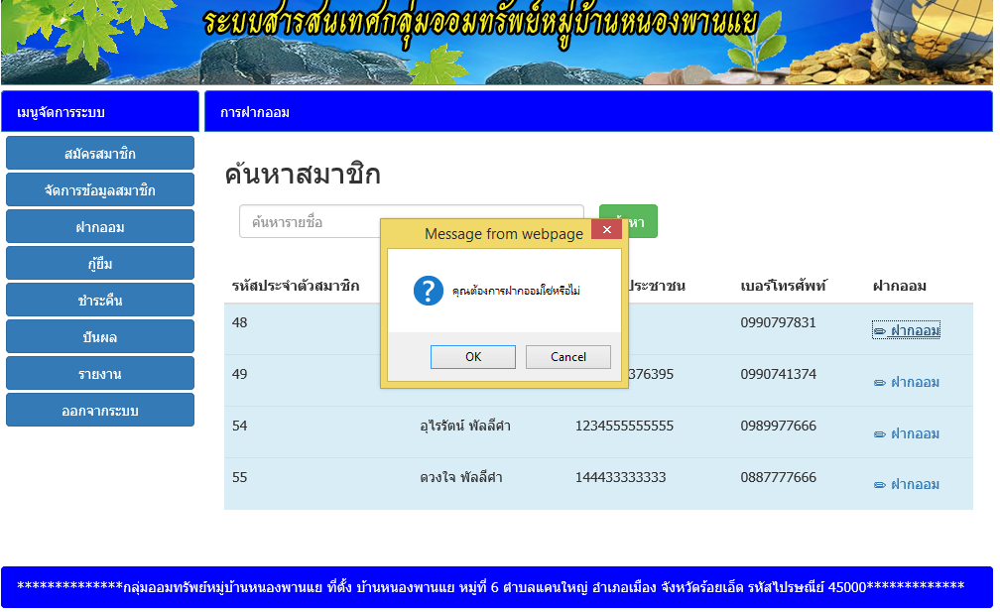 ระบบสารสนเทศกลุ่มออมทรัพย์หมู่บ้านหนองพานแย
เมนูจัดการระบบ
การฝากออม
สมัครสมาชิก
จัดการข้อมูลสมาชิก
ฝากออม
กู้ยืม
ชำระคืน
ปันผล
รายงาน
ออกจากระบบ
ค้นหาสมาชิก
ค้นหารายชื่อ
Message from webpage
คุณต้องการฝากออมใช่หรือไม่
OK Cancel
รหัสประจำตัวสมาชิก เบอร์โทรศัพท์ ฝากออม
48 0990797831 ฝากออม
49 376395 0990741374 ฝากออม
54 อุไรรัตน์ พัลลีศา 1234555555555 0989977666 ฝากออม
55 ดวงใจ พัลลีศา 144433333333 0887777666 ฝากออม
**************กลุ่มออมทรัพย์หมู่บ้านหนองพานแย ที่ตั้ง บ้านหนองพานแย หมู่ที่ 6 ตำบลแคนใหญ่ อำเภอเมือง จังหวัดร้อยเอ็ด รหัสไปรษณีย์ 45000*************